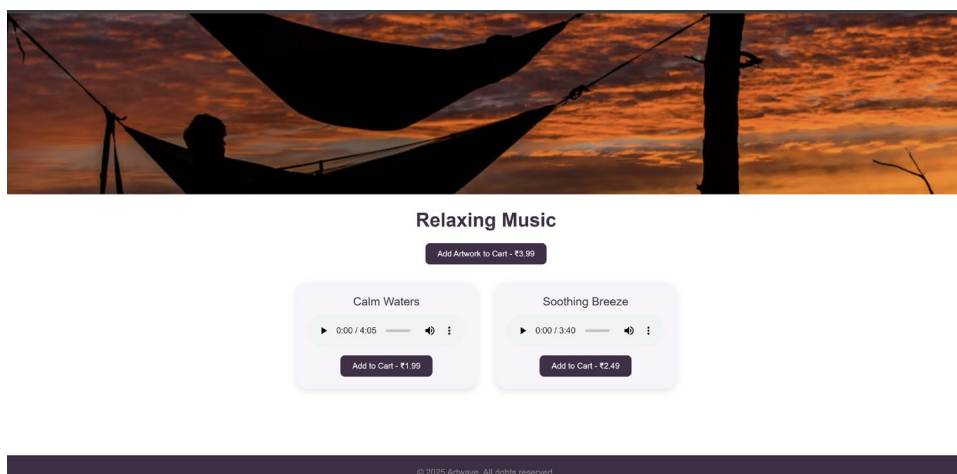 Relaxing Music
Add Artwork to Cart - ₹3.99
Calm Waters
Soothing Breeze
0:00 / 4:05
0:00 / 3:40
Add to Cart - ₹1.99
Add to Cart - ₹2.49
© 2025 Artwave. All rights reserved.